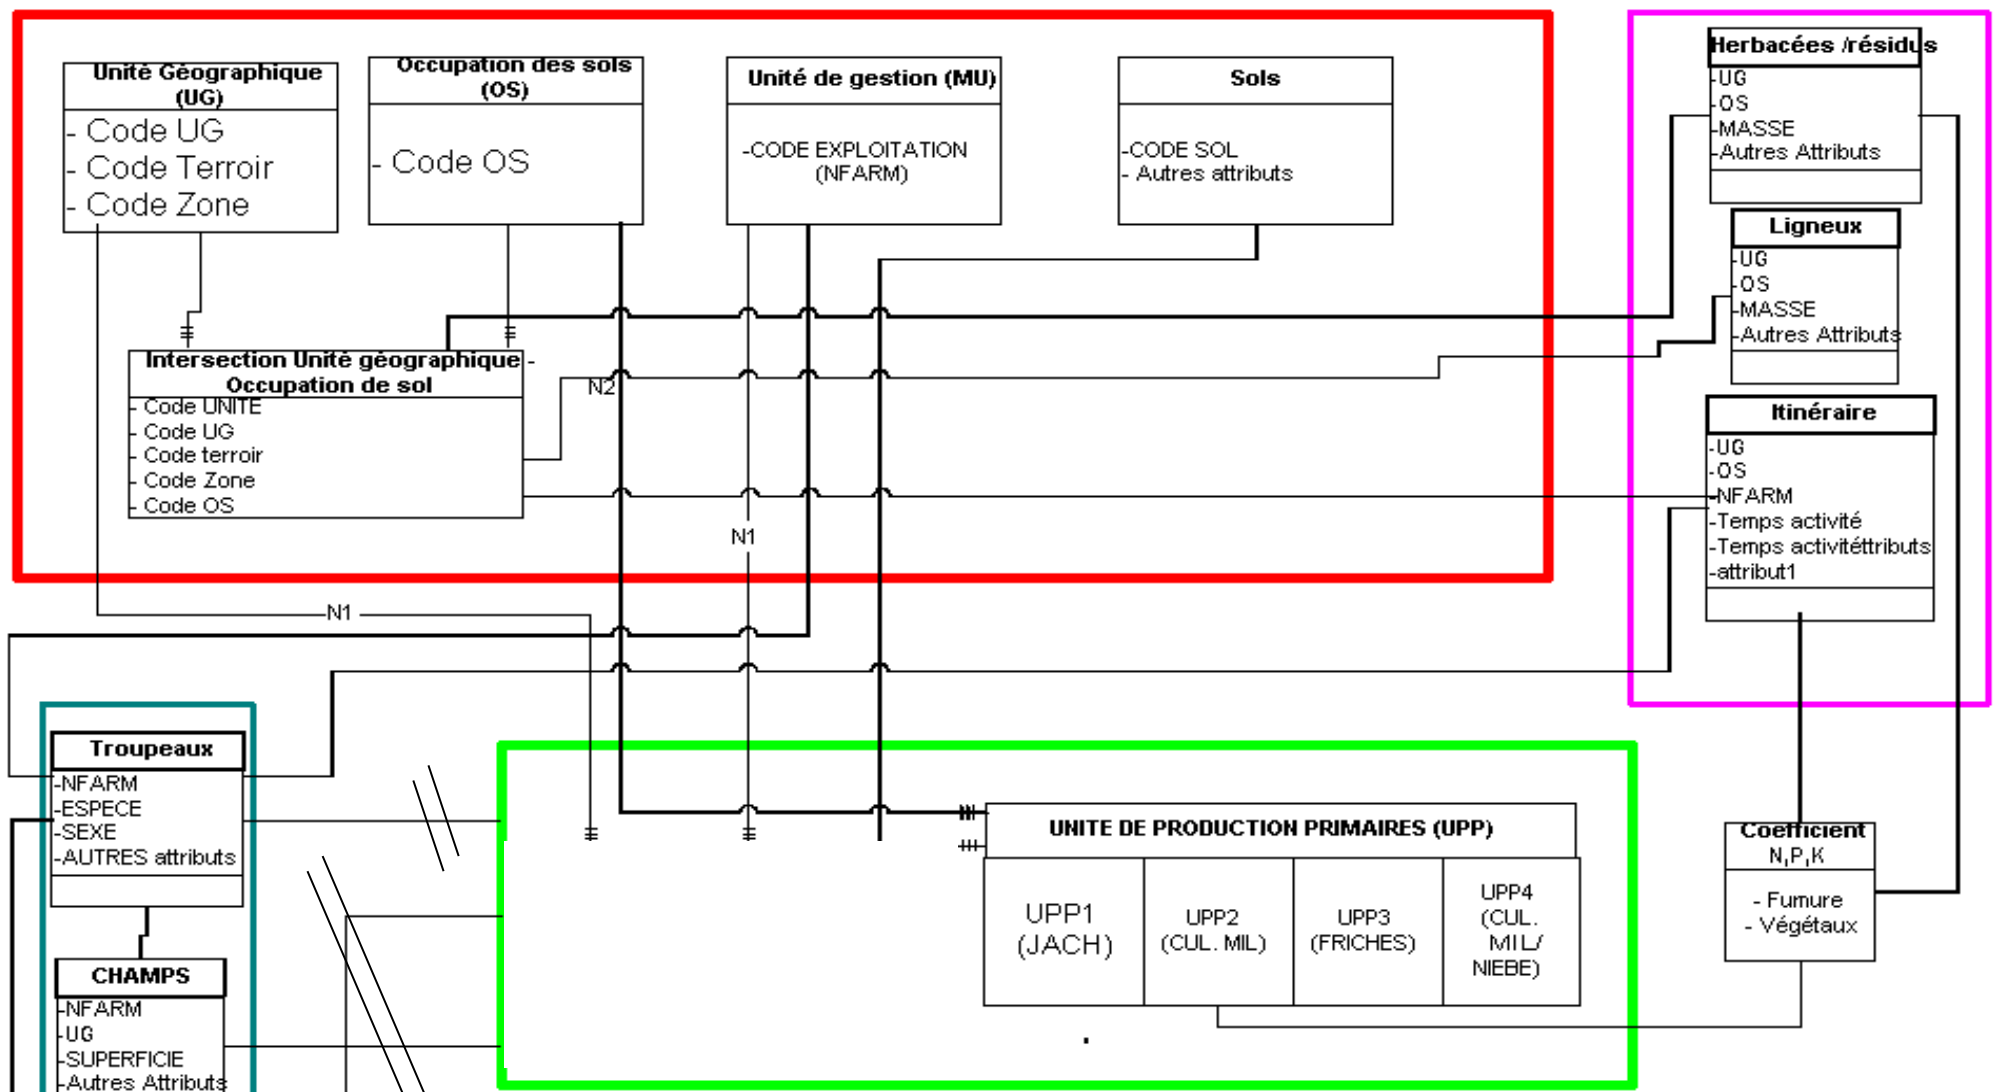 Unité Géographique
(UG)
- Code UG
- Code Terroir
- Code Zone
Occupation des sols
(OS)
- Code OS
Unité de gestion (MU)
-CODE EXPLOITATION
(NFARM)
Sols
-CODE SOL
- Autres attributs
Herbacées /résidus
-UG
-OS
-MASSE
-Autres Attributs
Ligneux
-UG
-OS
-MASSE
-Autres Attributs
Intersection Unité géographique -
Occupation de sol
- Code UNITE
- Code UG
- Code terroir
- Code Zone
- Code OS
N2
Itinéraire
-UG
-OS
-NFARM
-Temps activité
-Temps activitéttributs
-attribut1
N1
N1
Troupeaux
-NFARM
-ESPECE
-SEXE
-AUTRES attributs
CHAMPS
-NFARM
-UG
-SUPERFICIE
-Autres Attributs
UNITE DE PRODUCTION PRIMAIRES (UPP)
UPP1
(JACH)
UPP2
(CUL. MIL)
UPP3
(FRICHES)
UPP4
(CUL.
MIL/
NIEBE)
Coefficient
N,P,K
- Fumure
- Végétaux